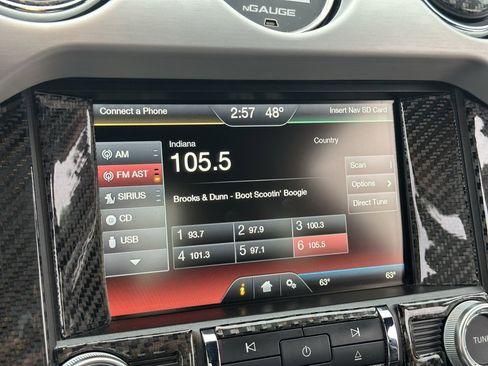 nGAUGE
Connect a Phone 2:57 48° Insert Nav SD Card
AM
Indiana Country
105.5
Scan
FM AST
Options
SIRIUS
Brooks & Dunn - Boot Scootin' Boogie
Direct Tune
CD
1 93.7 2 97.9 3 100.3
USB
4 101.3 5 97.1 6 105.5
63° 63°
TUNE